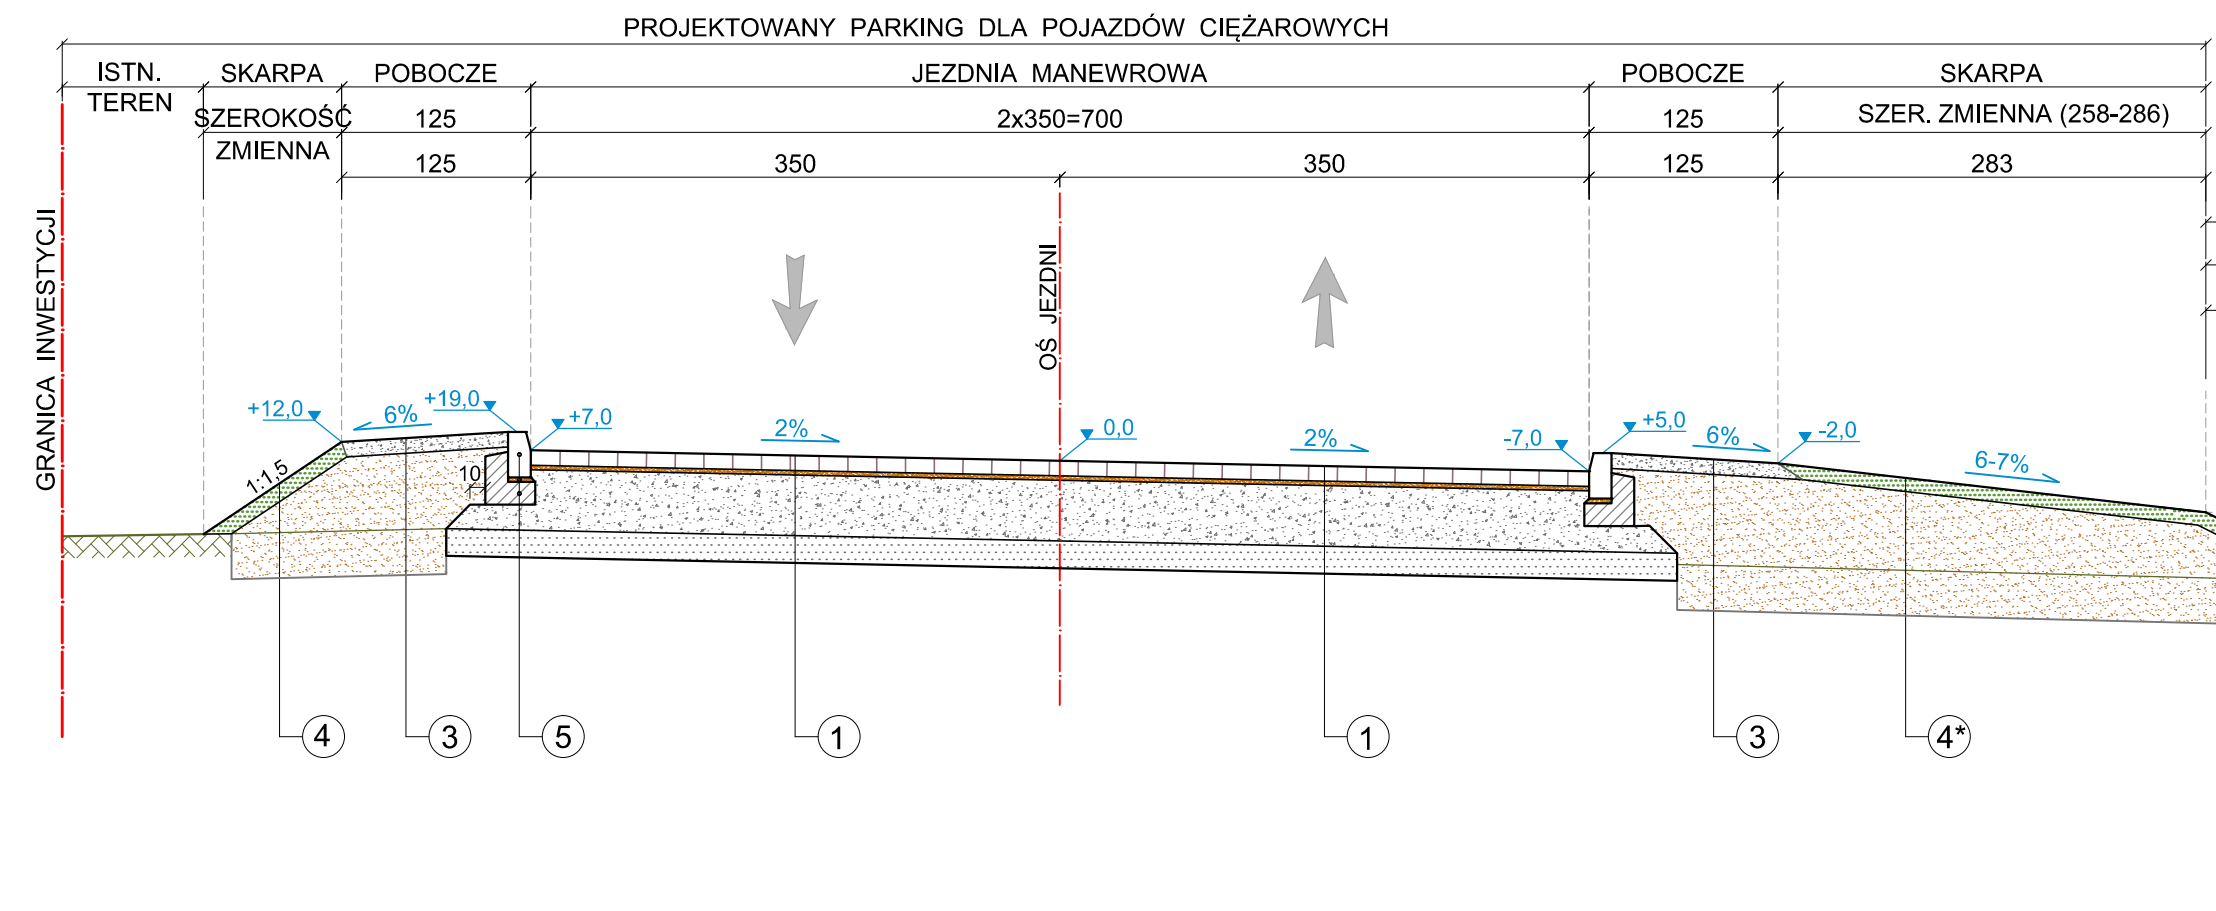 PROJEKTOWANY PARKING DLA POJAZDÓW CIĘŻAROWYCH
ISTN.
TEREN
SKARPA
POBOCZE
JEZDNIA MANEWROWA
POBOCZE
SKARPA
SZEROKOŚĆ
ZMIENNA
125
2x350=700
125
SZER. ZMIENNA (258-286)
125
350
350
125
283
GRANICA INWESTYCJI
OŚ JEZDNI
+12,0
6%
+19,0
+7,0
2%
0,0
2%
-7,0
+5,0
6%
-2,0
6-7%
1:1,5
10
4
3
5
1
1
3
4*